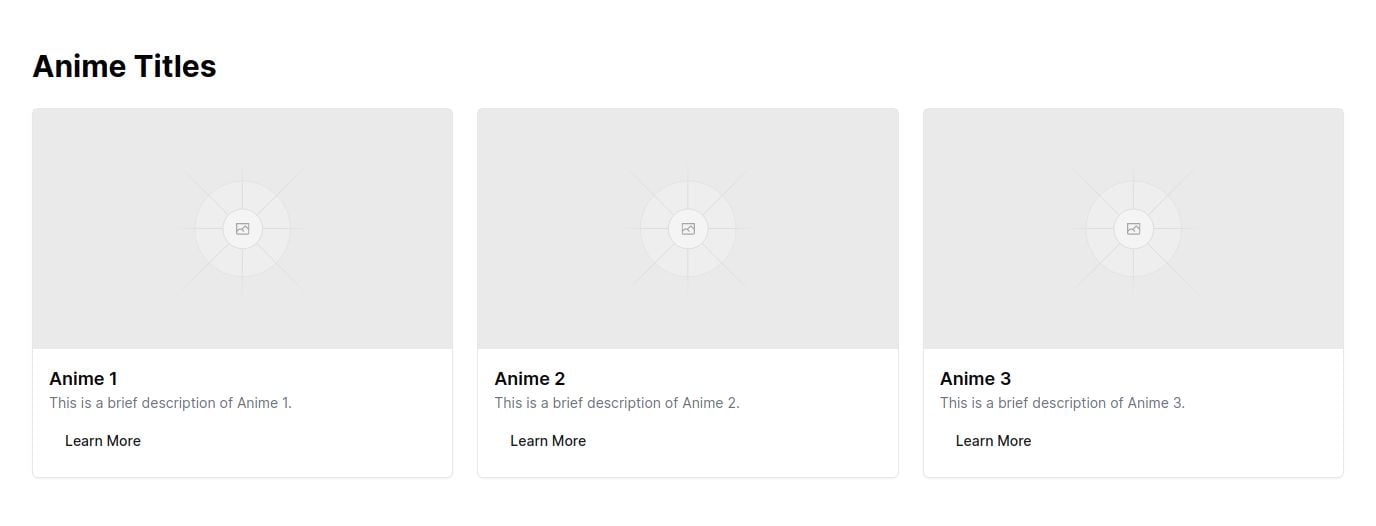 Anime Titles
Anime 1
This is a brief description of Anime 1.
Learn More
Anime 2
This is a brief description of Anime 2.
Learn More
Anime 3
This is a brief description of Anime 3.
Learn More